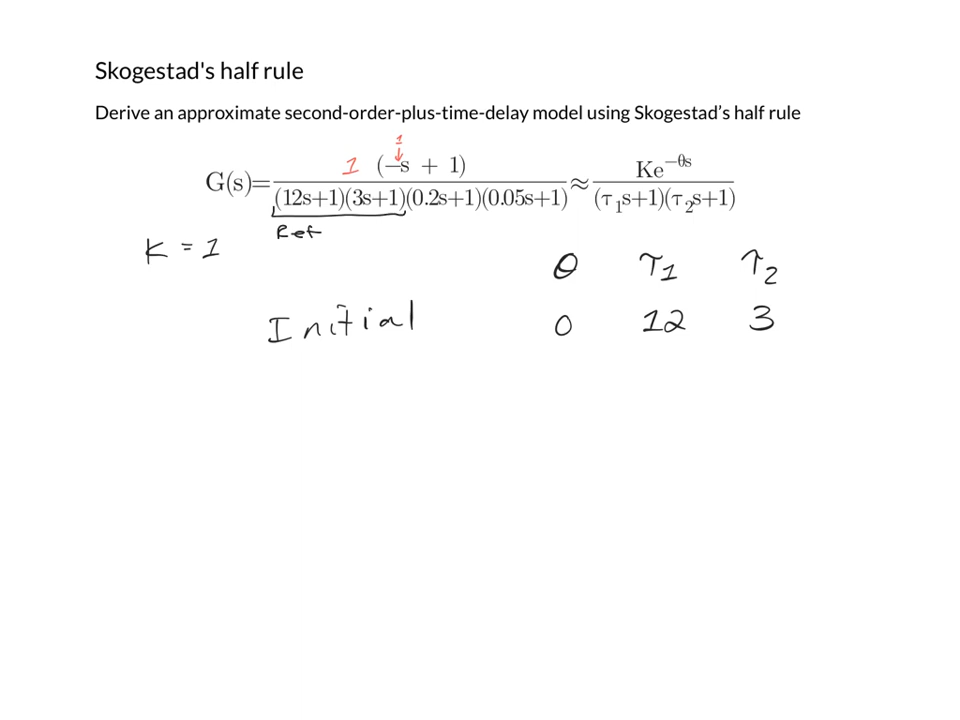 Skogestad's half rule
Derive an approximate second-order-plus-time-delay model using Skogestad’s half rule
1
1 (−s + 1)
G(s)= (12s+1)(3s+1)(0.2s+1)(0.05s+1) ≈ Ke^−θs
(τ₁s+1)(τ₂s+1)
Ref
K = 1
θ τ1 τ2
Initial 0 12 3